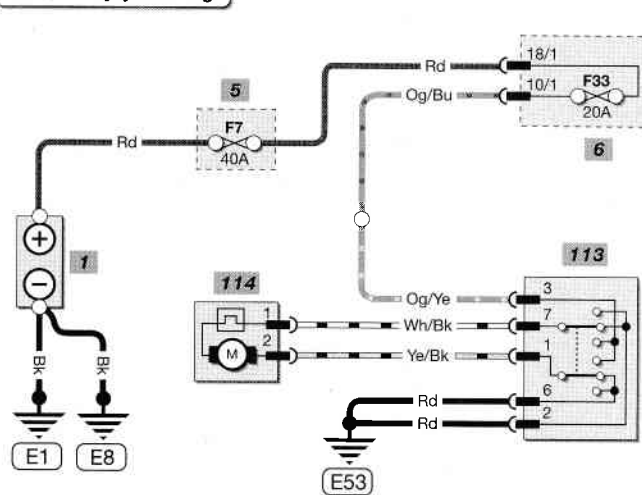 18/1
Rd
10/1
F33
20A
Og/Bu
5
F7
40A
Rd
6
+
−
1
Bk
Bk
E1
E8
114
1
2
M
113
3
7
1
6
2
Og/Ye
Wh/Bk
Ye/Bk
Rd
Rd
E53